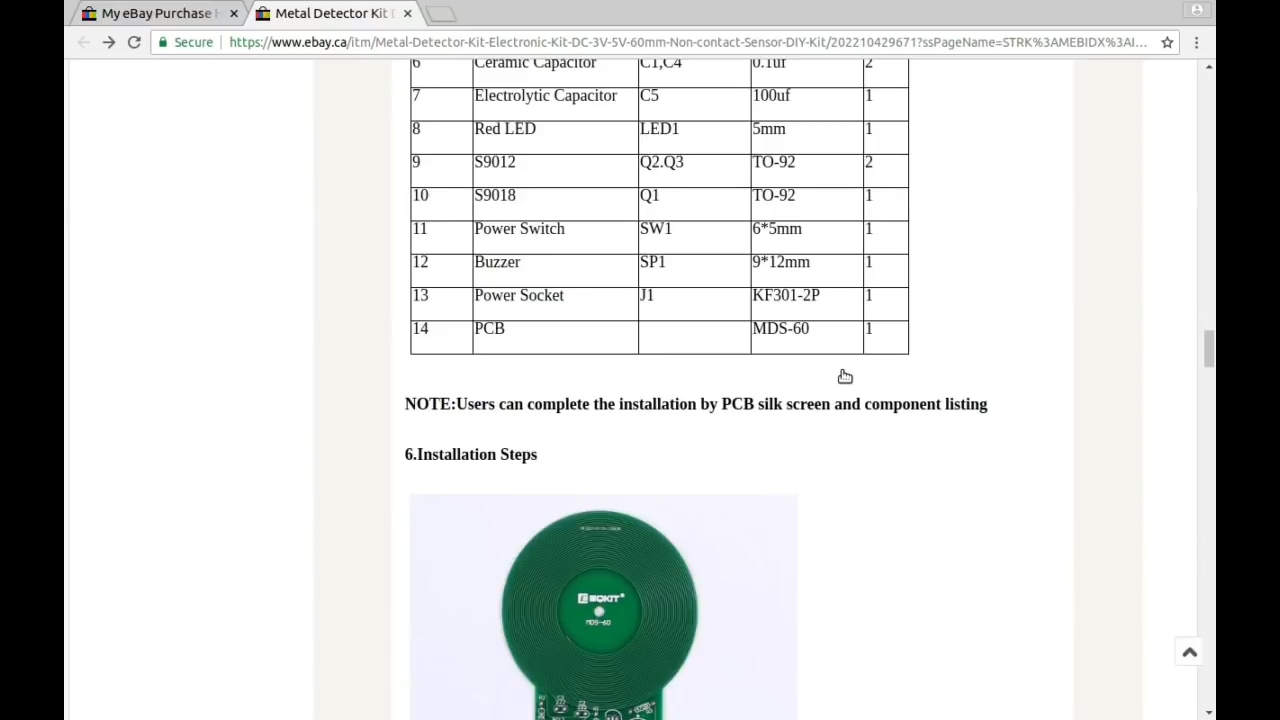 My eBay Purchase H
Metal Detector Kit D
Secure https://www.ebay.ca/itm/Metal-Detector-Kit-Electronic-Kit-DC-3V-5V-60mm-Non-contact-Sensor-DIY-Kit/202210429671?ssPageName=STRK%3AMEBIDX%3AI...
6 Ceramic Capacitor C1,C4 0.1uf 2
7 Electrolytic Capacitor C5 100uf 1
8 Red LED LED1 5mm 1
9 S9012 Q2.Q3 TO-92 2
10 S9018 Q1 TO-92 1
11 Power Switch SW1 6*5mm 1
12 Buzzer SP1 9*12mm 1
13 Power Socket J1 KF301-2P 1
14 PCB MDS-60 1
NOTE:Users can complete the installation by PCB silk screen and component listing
6.Installation Steps
MDS-60